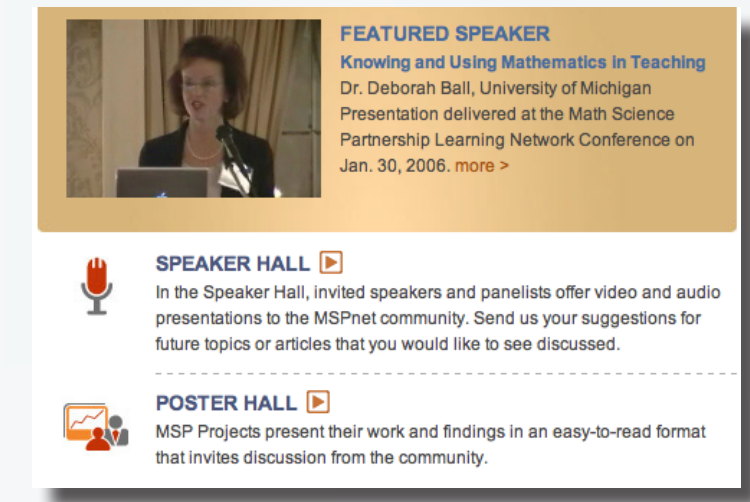 FEATURED SPEAKER
Knowing and Using Mathematics in Teaching
Dr. Deborah Ball, University of Michigan
Presentation delivered at the Math Science
Partnership Learning Network Conference on
Jan. 30, 2006. more >
SPEAKER HALL
In the Speaker Hall, invited speakers and panelists offer video and audio
presentations to the MSPnet community. Send us your suggestions for
future topics or articles that you would like to see discussed.
POSTER HALL
MSP Projects present their work and findings in an easy-to-read format
that invites discussion from the community.